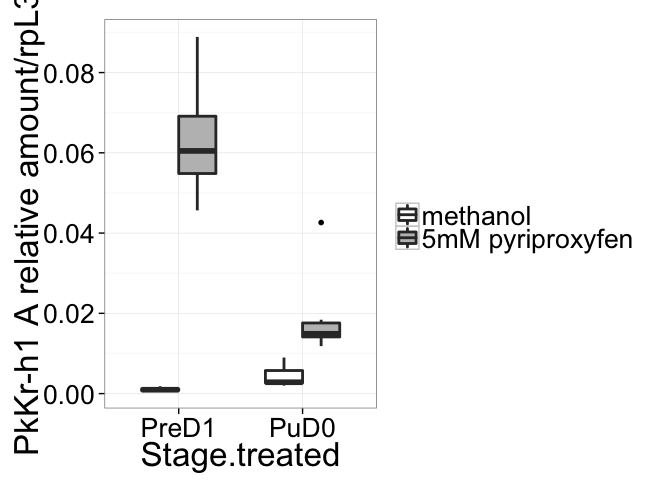 PkKr-h1 A relative amount/rpL3
0.08
0.06
0.04
0.02
0.00
PreD1 PuD0
Stage.treated
methanol
5mM pyriproxyfen